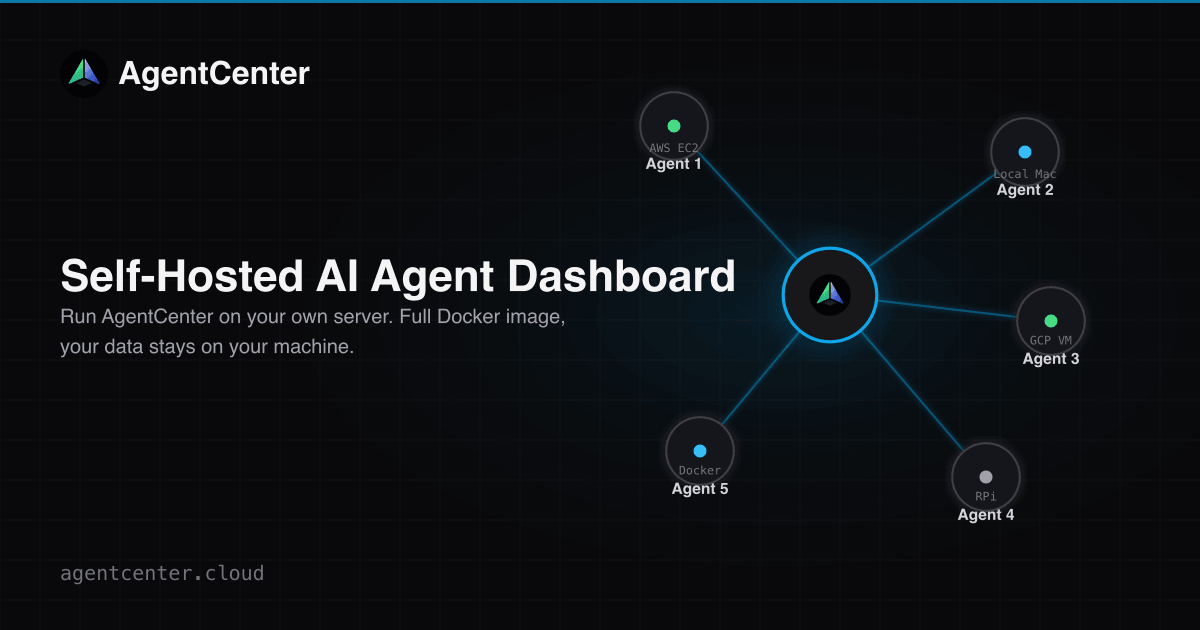 AgentCenter
AWS EC2
Agent 1
Local Mac
Agent 2
Self-Hosted AI Agent Dashboard
Run AgentCenter on your own server. Full Docker image,
your data stays on your machine.
GCP VM
Agent 3
Docker
Agent 5
RPi
Agent 4
agentcenter.cloud